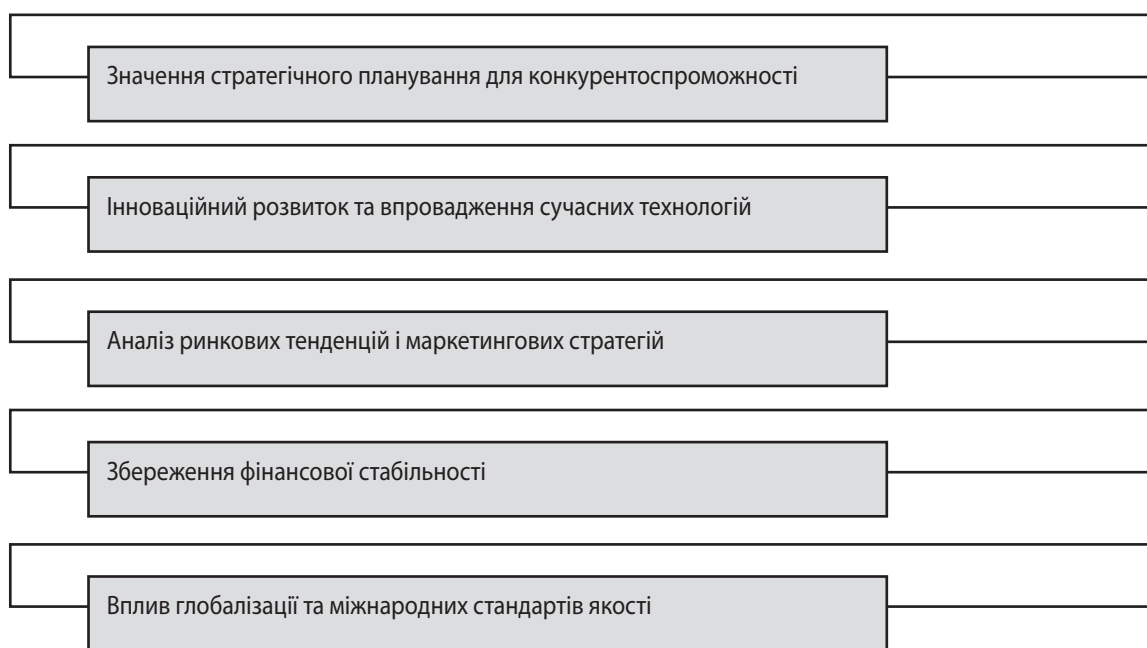 Значення стратегічного планування для конкурентоспроможності
Інноваційний розвиток та впровадження сучасних технологій
Аналіз ринкових тенденцій і маркетингових стратегій
Збереження фінансової стабільності
Вплив глобалізації та міжнародних стандартів якості